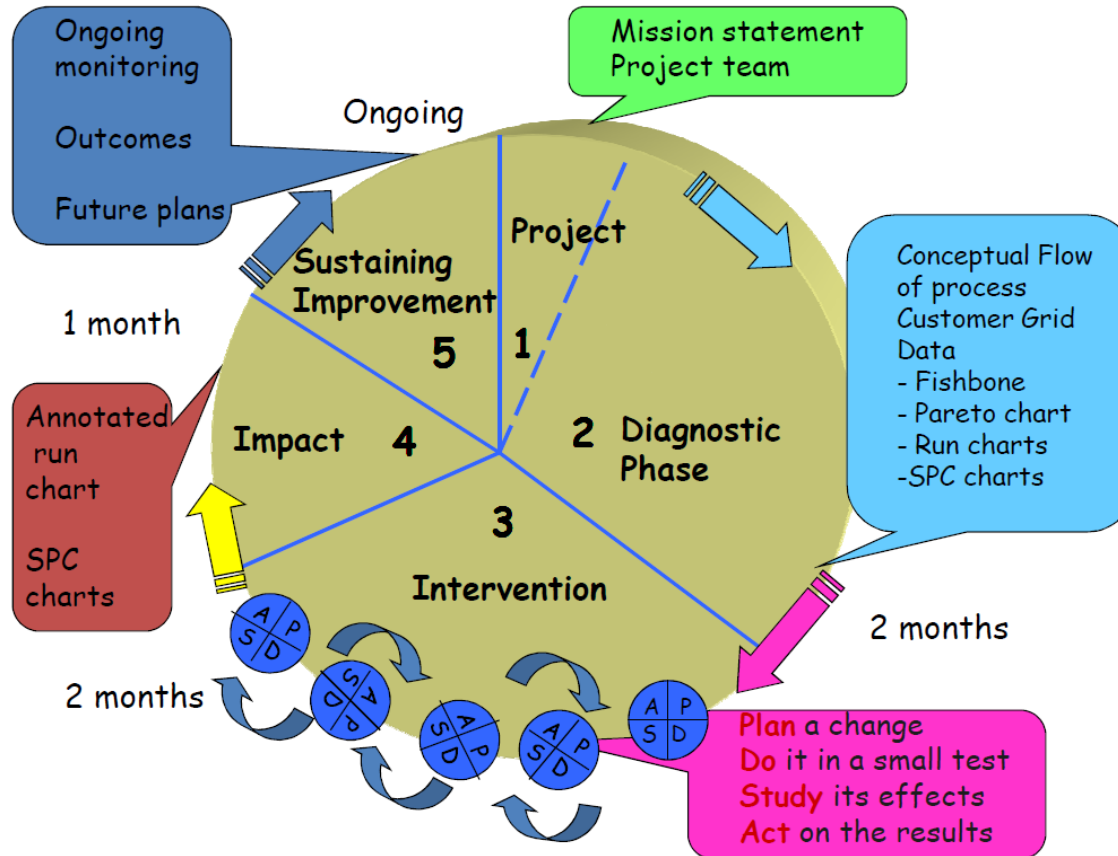 Ongoing
monitoring
Outcomes
Future plans
Mission statement
Project team
Ongoing
Project
1
Sustaining
Improvement
5
1 month
Conceptual Flow
of process
Customer Grid
Data
- Fishbone
- Pareto chart
- Run charts
-SPC charts
2 Diagnostic
Phase
Impact 4
Annotated
run
chart
SPC
charts
3
Intervention
2 months
2 months
A P
S D
A P
S D
A P
S D
A P
S D
A P
S D
Plan a change
Do it in a small test
Study its effects
Act on the results